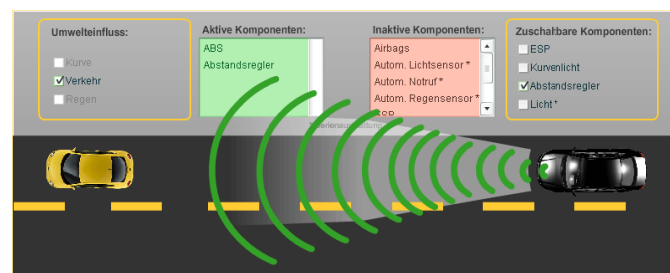 Umwelteinfluss:
Kurve
Verkehr
Regen
Aktive Komponenten:
ABS
Abstandsregler
Inaktive Komponenten:
Airbags
Autom. Lichtsensor *
Autom. Notruf *
Autom. Regensensor *
ESP
Zuschaltbare Komponenten:
ESP
Kurvenlicht
Abstandsregler
Licht *